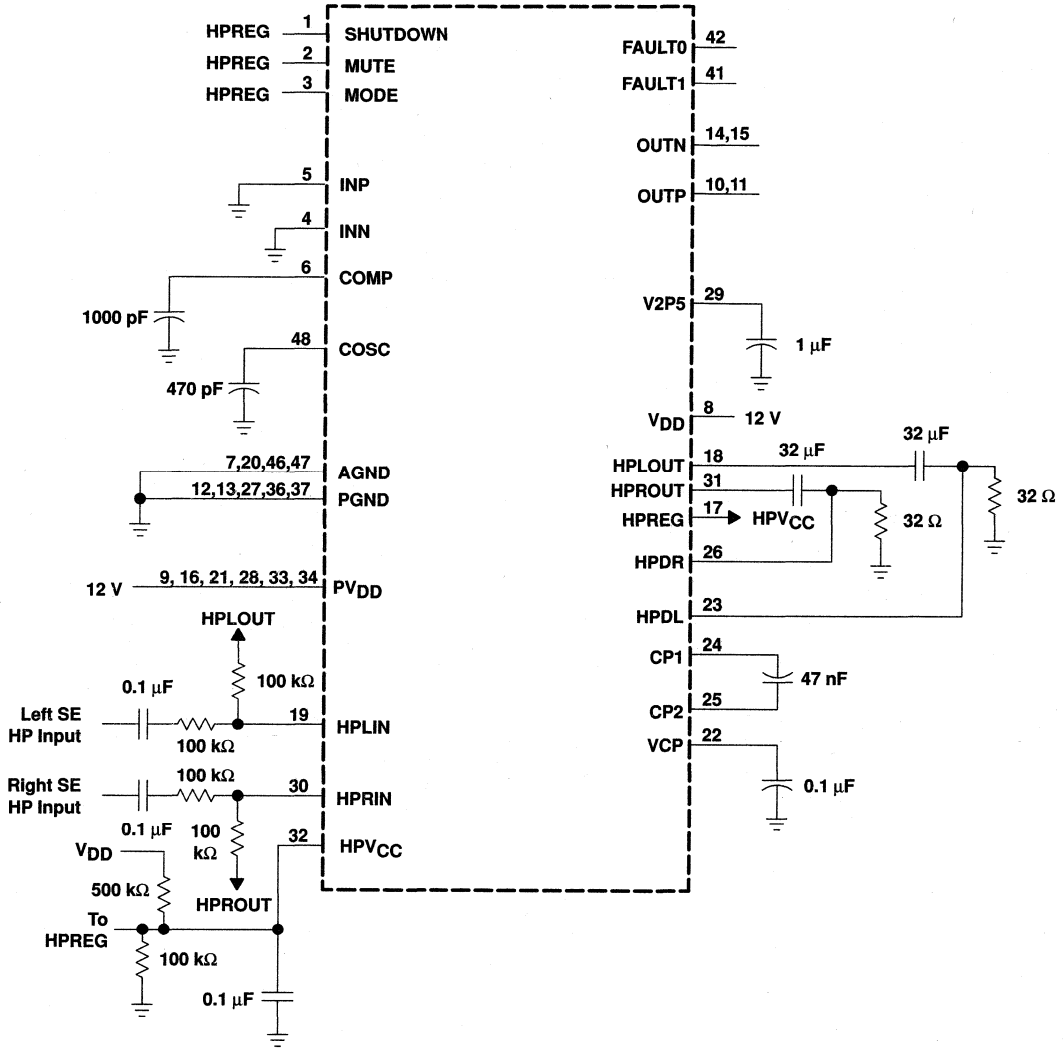 HPREG 1 SHUTDOWN
HPREG 2 MUTE
HPREG 3 MODE
5 INP
4 INN
6 COMP
1000 pF
48 COSC
470 pF
7,20,46,47 AGND
12,13,27,36,37 PGND
12 V 9, 16, 21, 28, 33, 34 PVDD
HPLOUT
100 kΩ
0.1 μF
Left SE
HP Input
100 kΩ
19 HPLIN
Right SE
HP Input
100 kΩ
0.1 μF
30 HPRIN
100
kΩ
HPROUT
32 HPVCC
VDD
500 kΩ
To
HPREG
100 kΩ
0.1 μF
FAULT0 42
FAULT1 41
OUTN 14,15
OUTP 10,11
V2P5 29
1 μF
VDD 8 12 V
32 μF
HPLOUT 18
32 Ω
32 μF
HPROUT 31
32 Ω
HPREG 17 HPVCC
HPDR 26
HPDL 23
CP1 24
47 nF
CP2 25
VCP 22
0.1 μF